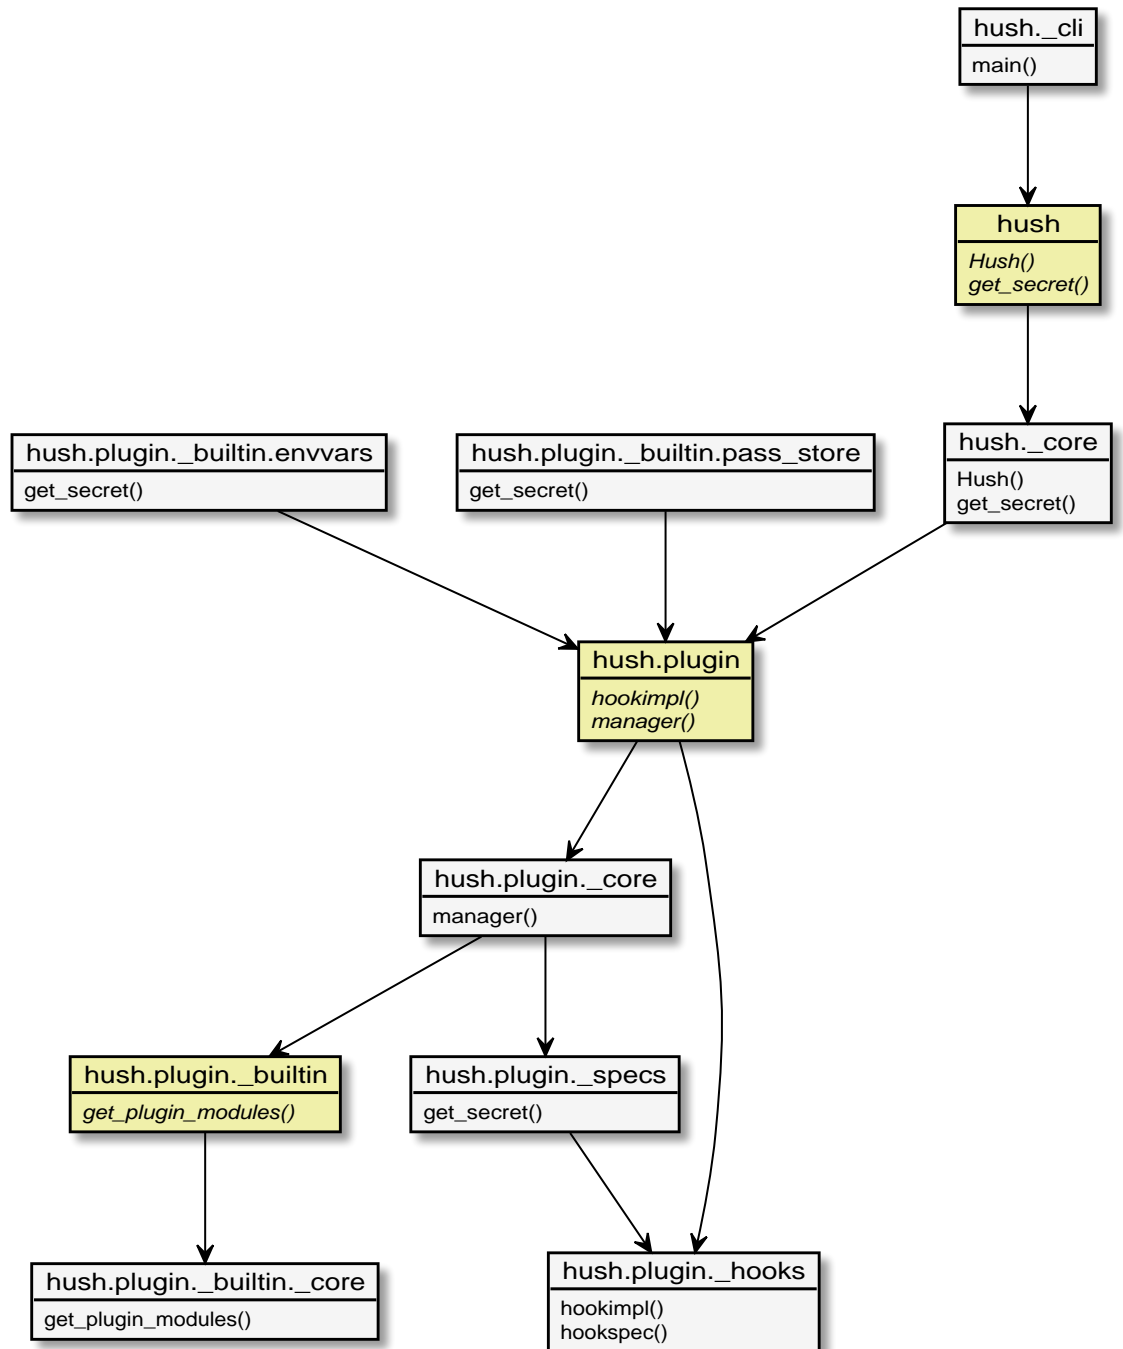 hush._cli
main()
hush
Hush()
get_secret()
hush.plugin._builtin.envvars
get_secret()
hush.plugin._builtin.pass_store
get_secret()
hush._core
Hush()
get_secret()
hush.plugin
hookimpl()
manager()
hush.plugin._core
manager()
hush.plugin._builtin
get_plugin_modules()
hush.plugin._specs
get_secret()
hush.plugin._builtin._core
get_plugin_modules()
hush.plugin._hooks
hookimpl()
hookspec()